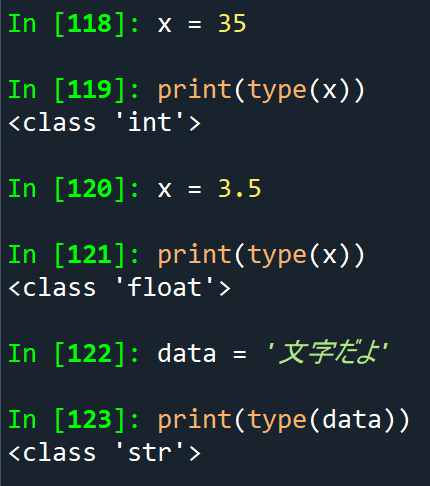 In [118]: x = 35
In [119]: print(type(x))
<class 'int'>
In [120]: x = 3.5
In [121]: print(type(x))
<class 'float'>
In [122]: data = '文字だよ'
In [123]: print(type(data))
<class 'str'>